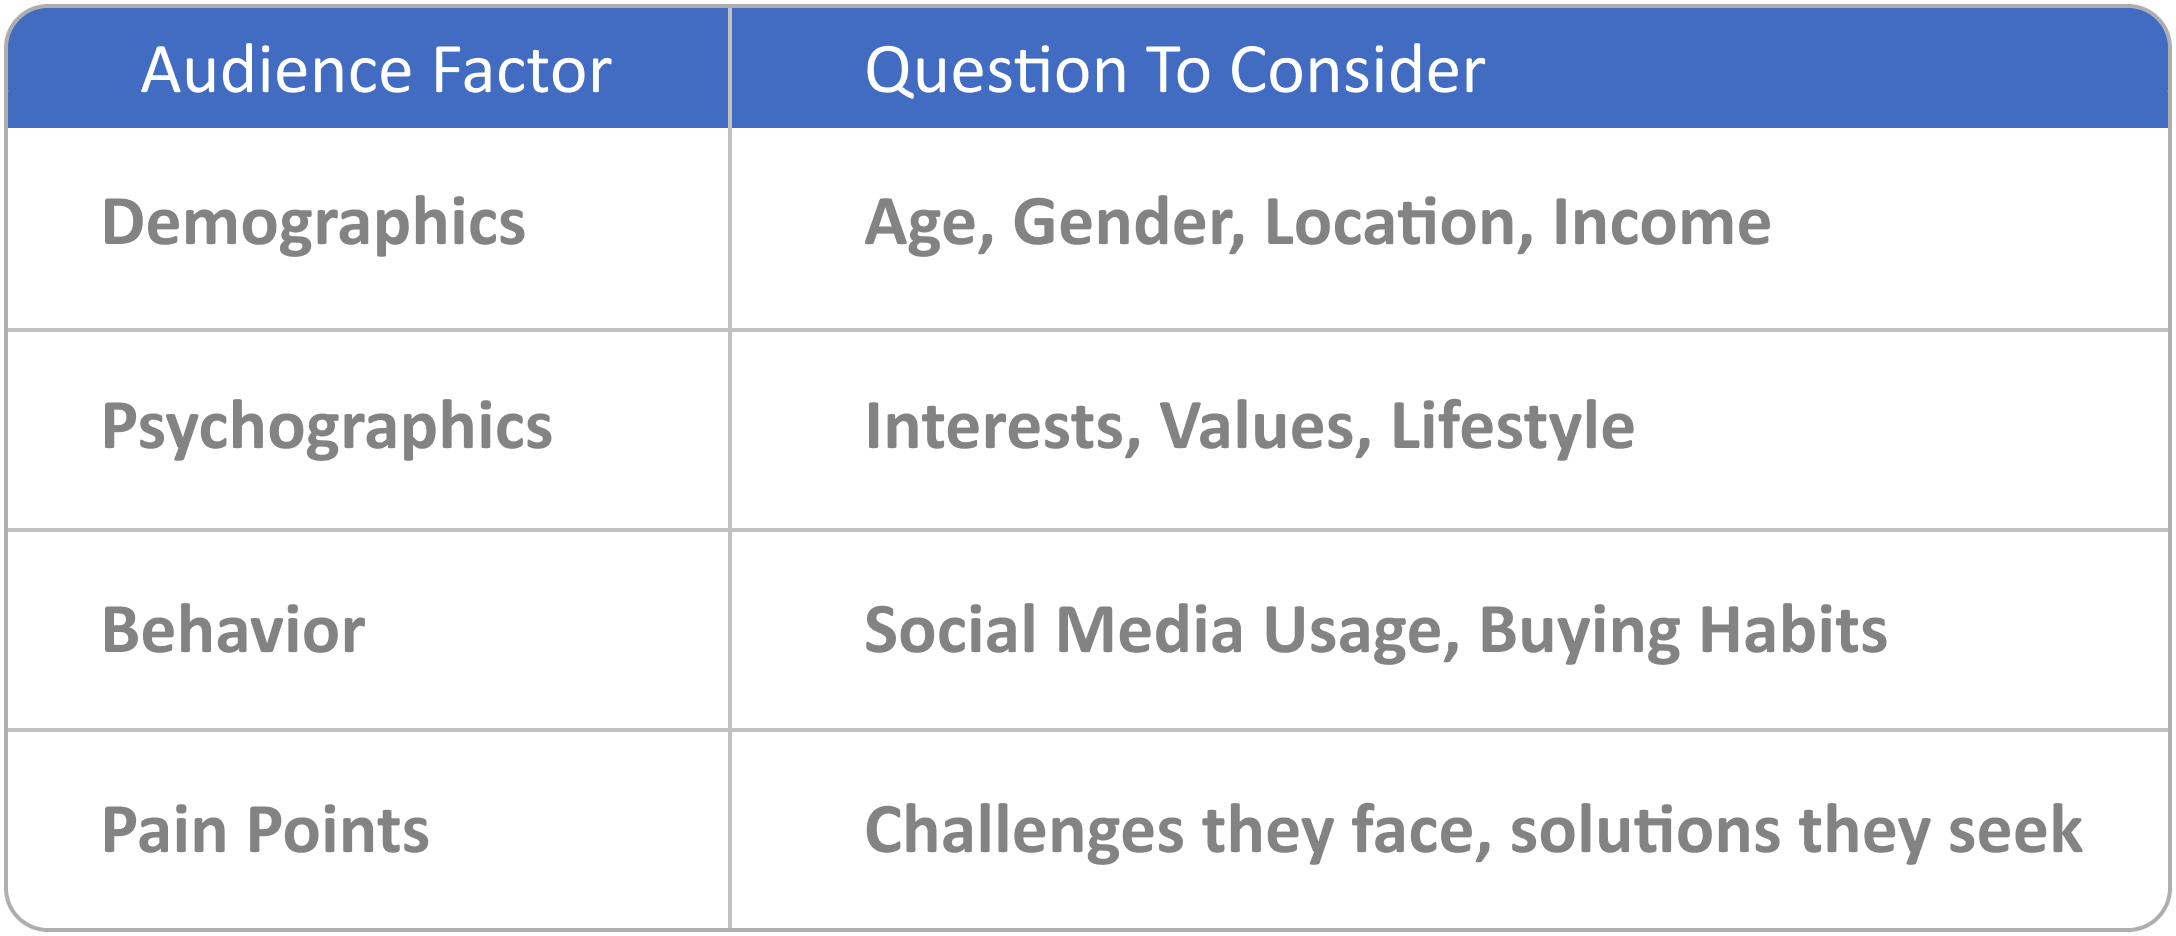 Audience Factor
Question To Consider
Demographics
Age, Gender, Location, Income
Psychographics
Interests, Values, Lifestyle
Behavior
Social Media Usage, Buying Habits
Pain Points
Challenges they face, solutions they seek